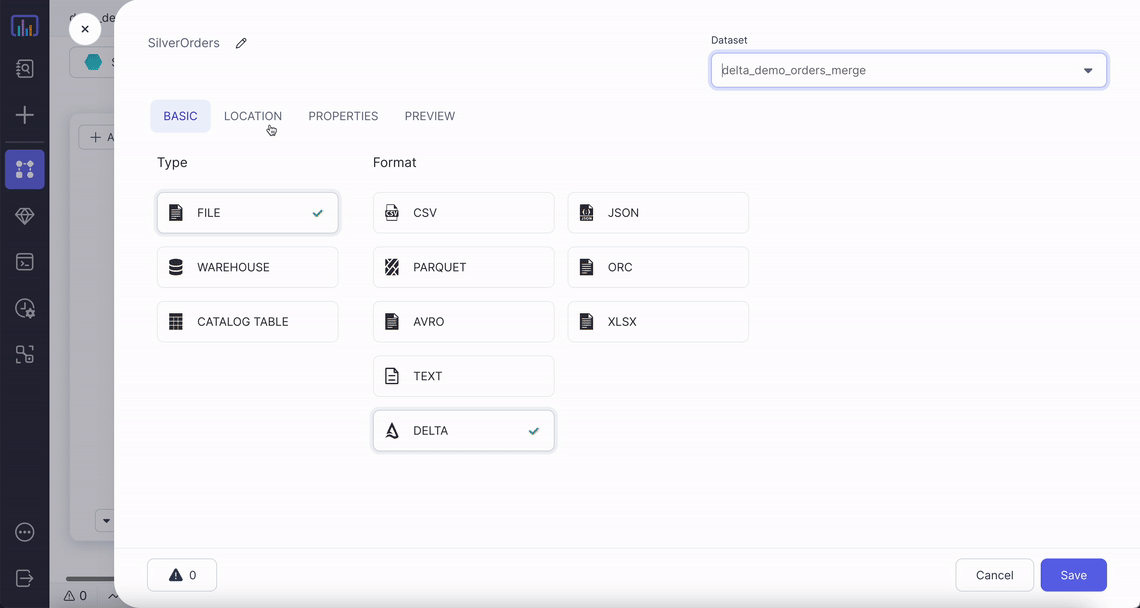 SilverOrders
Dataset
delta_demo_orders_merge
BASIC
LOCATION
PROPERTIES
PREVIEW
Type
Format
FILE
CSV
JSON
WAREHOUSE
PARQUET
ORC
CATALOG TABLE
AVRO
XLSX
TEXT
DELTA
0
Cancel
Save
0